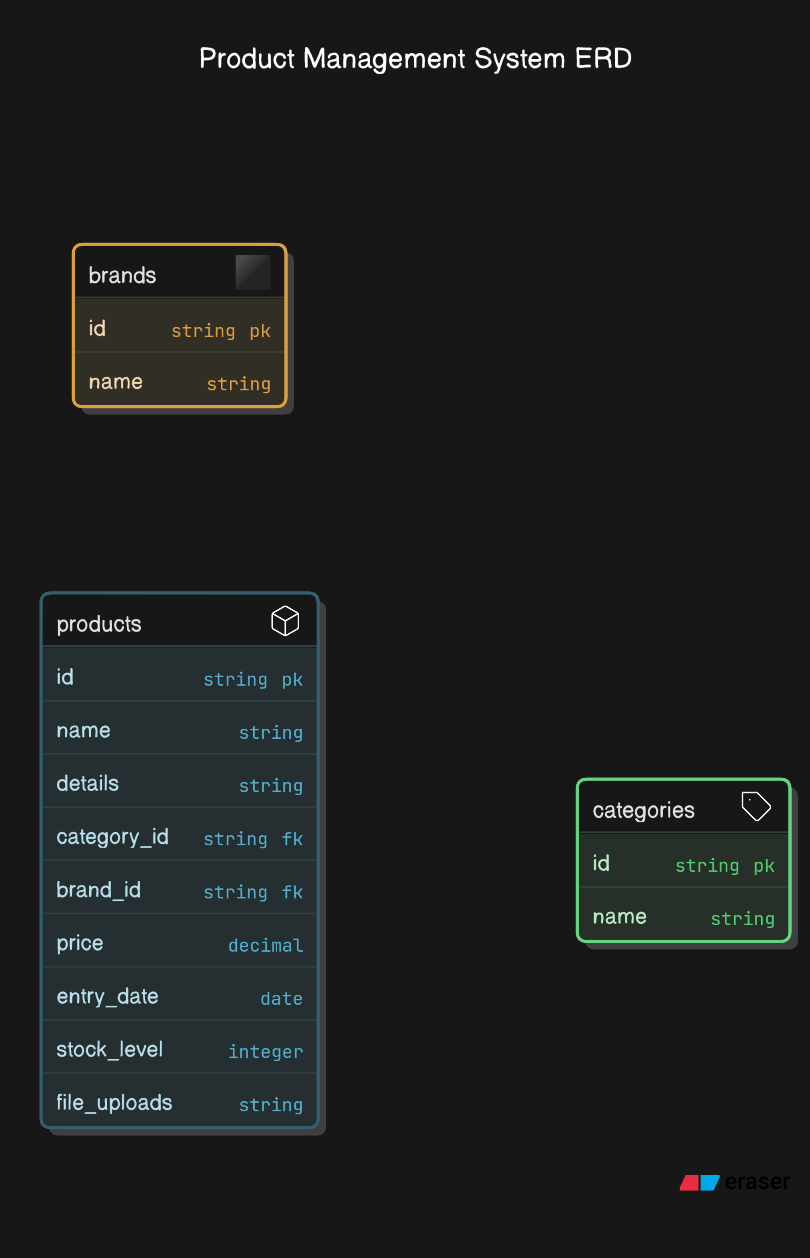 Product Management System ERD
brands
id string pk
name string
products
id string pk
name string
details string
category_id string fk
brand_id string fk
price decimal
entry_date date
stock_level integer
file_uploads string
categories
id string pk
name string
eraser